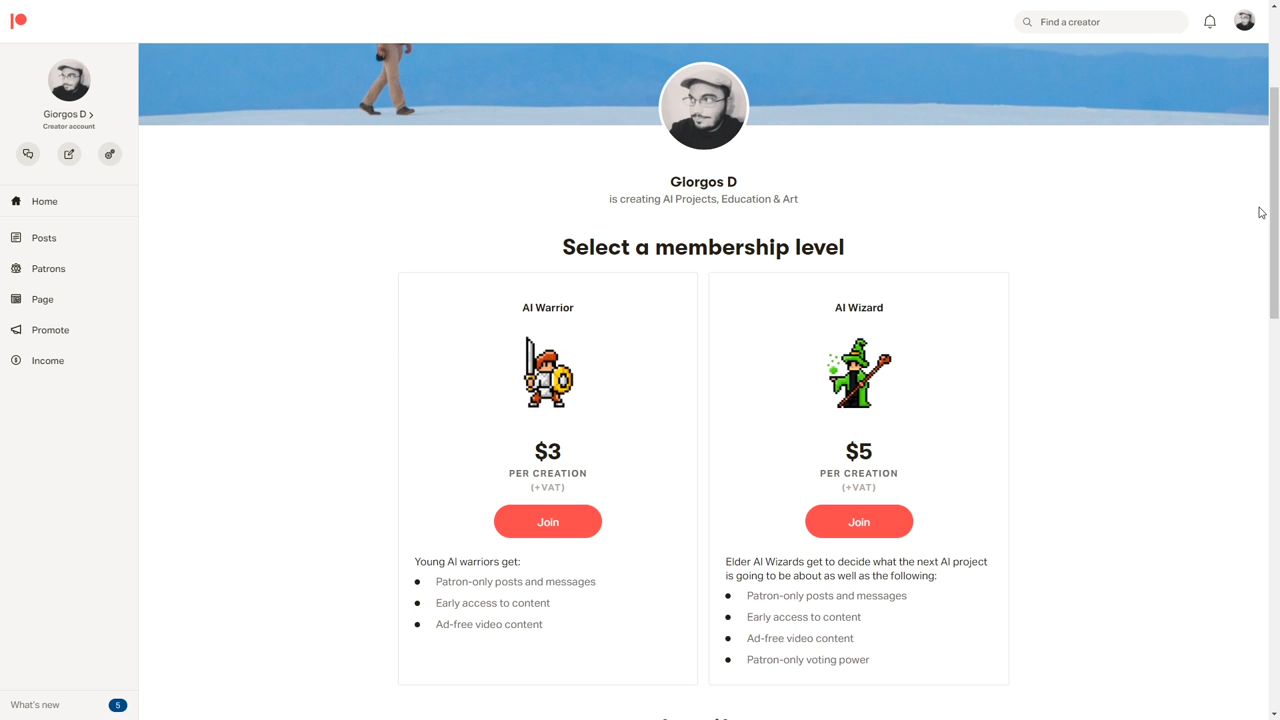 Find a creator
Giorgos D
Creator account
Home
Posts
Patrons
Page
Promote
Income
What's new
5
Giorgos D
is creating AI Projects, Education & Art
Select a membership level
AI Warrior
$3
PER CREATION
(+VAT)
Join
Young AI warriors get:
Patron-only posts and messages
Early access to content
Ad-free video content
AI Wizard
$5
PER CREATION
(+VAT)
Join
Elder AI Wizards get to decide what the next AI project
is going to be about as well as the following:
Patron-only posts and messages
Early access to content
Ad-free video content
Patron-only voting power